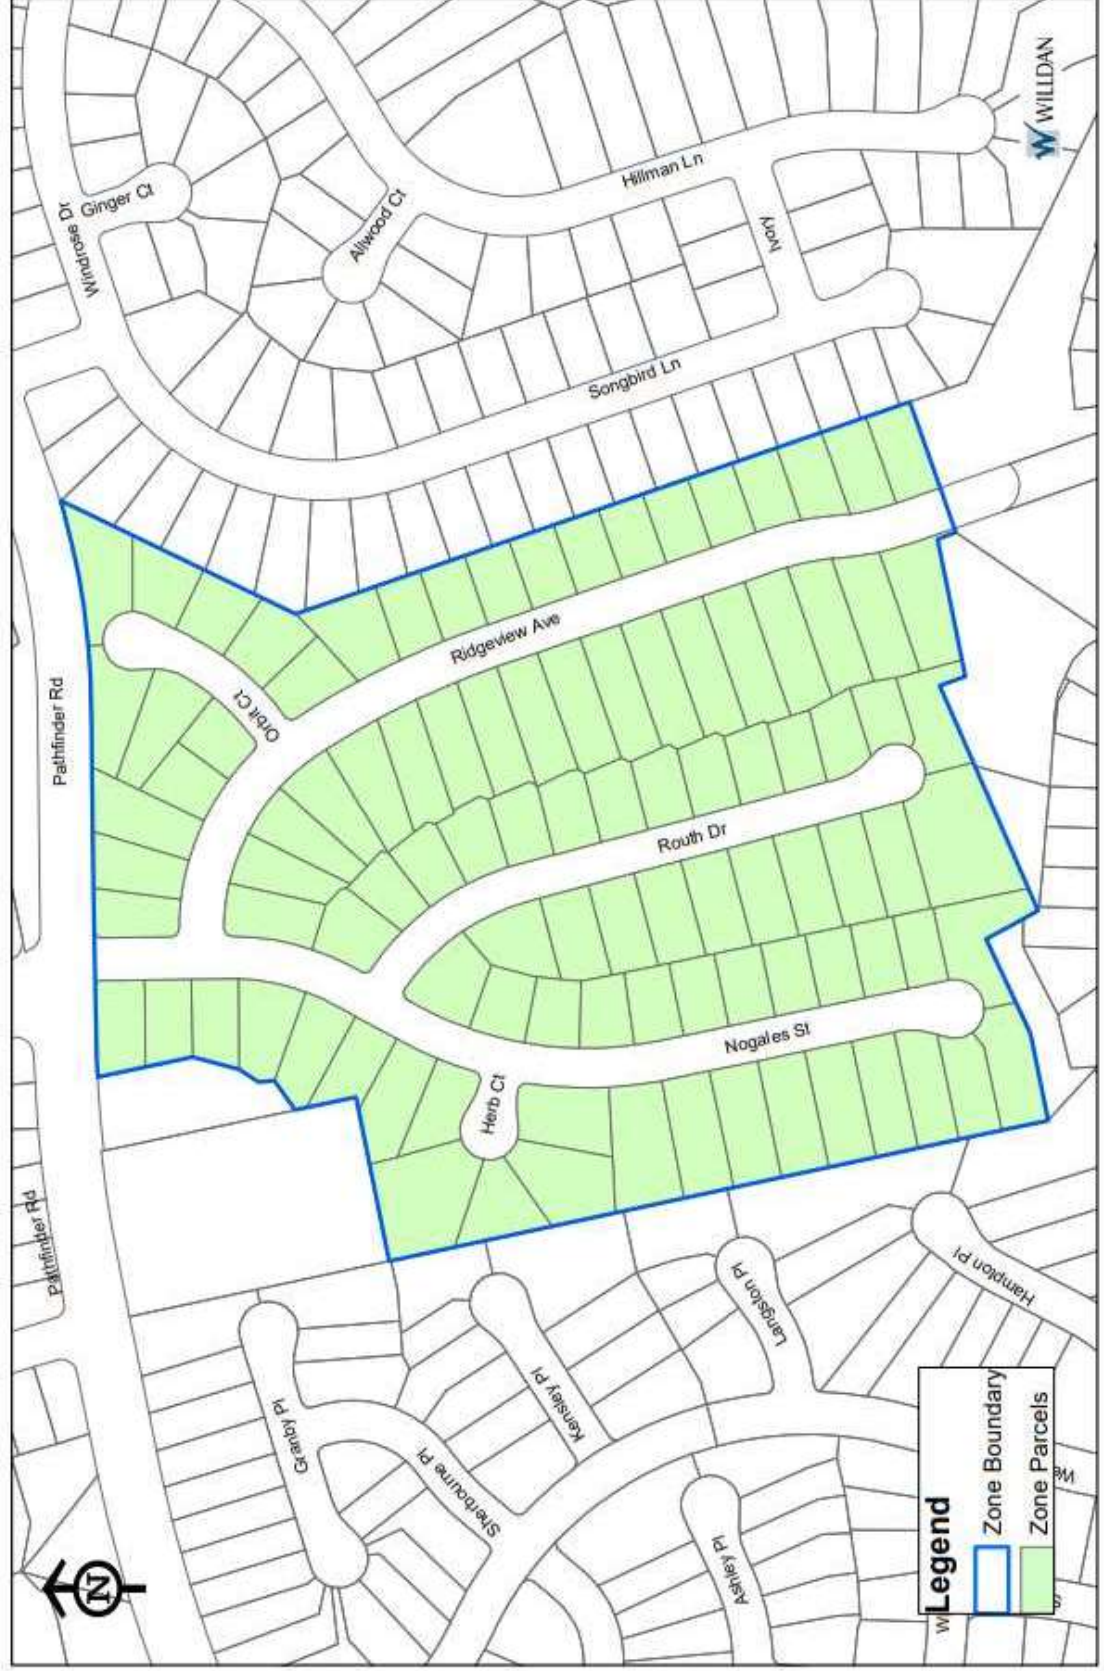 Windrose Dr
Ginger Ct
Allwood Ct
Hillman Ln
Ivory
Songbird Ln
WILLDAN
Pathfinder Rd
Orbit Ct
Ridgeview Ave
Routh Dr
Nogales St
Herb Ct
Pathfinder Rd
Granby Pl
Sherbourne Pl
Kensley Pl
Langston Pl
Hampton Pl
Ashley Pl
N
Legend
Zone Boundary
Zone Parcels